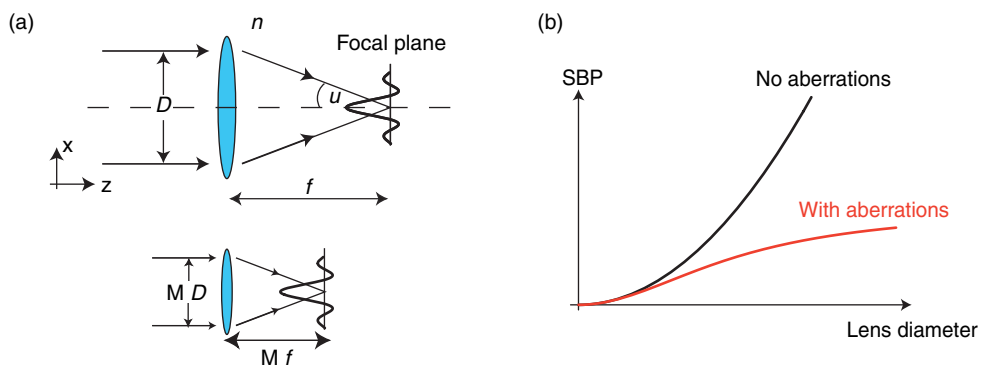 (a)
n
Focal plane
D
u
x
z
f
M D
M f
(b)
SBP
No aberrations
With aberrations
Lens diameter